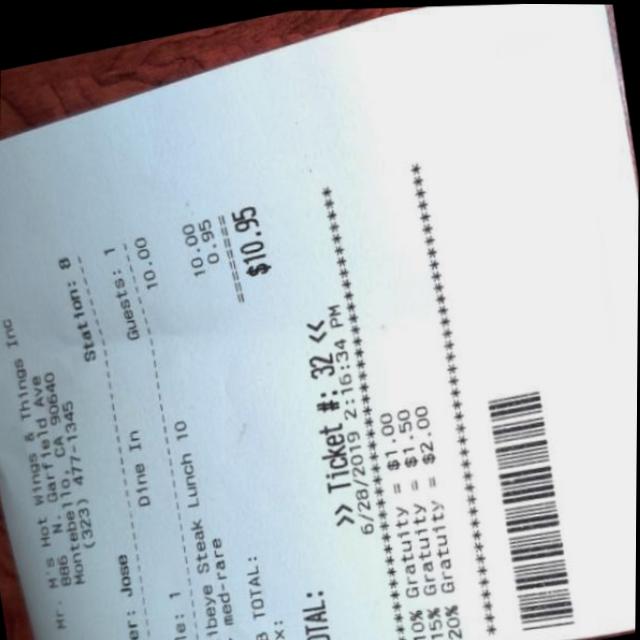 Mr. H's Hot Wings & Things Inc
886 N. Garfield Ave
Montebello, CA 90640
(323) 477-1345
Station: 8
er: Jose
Dine In
Guests: 1
le: 1
10.00
ibeye Steak Lunch 10
med-rare
B TOTAL:
10.00
x:
0.95
OTAL:
$10.95
>> Ticket #: 32 <<
6/28/2019 2:16:34 PM
10% Gratuity = $1.00
15% Gratuity = $1.50
20% Gratuity = $2.00